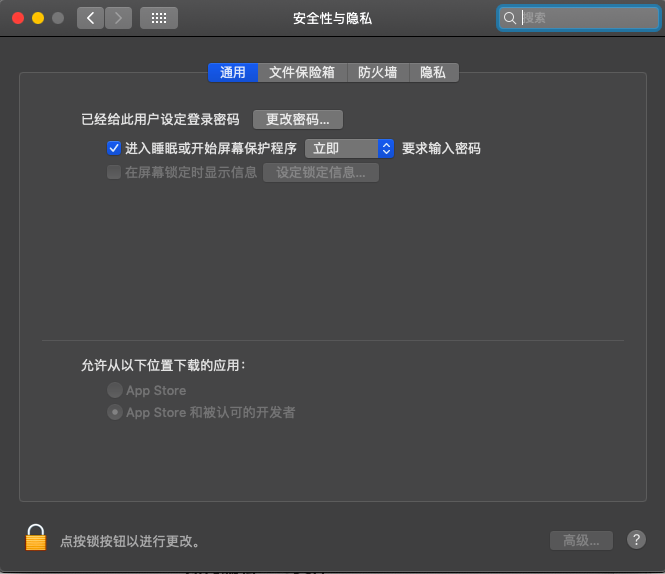 安全性与隐私
搜索
通用 文件保险箱 防火墙 隐私
已经给此用户设定登录密码 更改密码...
进入睡眠或开始屏幕保护程序 立即 要求输入密码
在屏幕锁定时显示信息 设定锁定信息...
允许从以下位置下载的应用：
App Store
App Store 和被认可的开发者
点按锁按钮以进行更改。
高级... ?